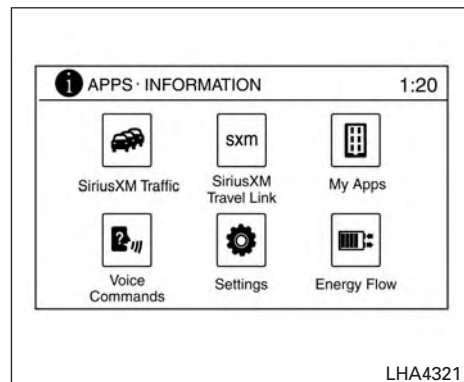 i APPS · INFORMATION 1:20
sxm
SiriusXM Traffic SiriusXM Travel Link My Apps
?
Voice Commands Settings Energy Flow
LHA4321